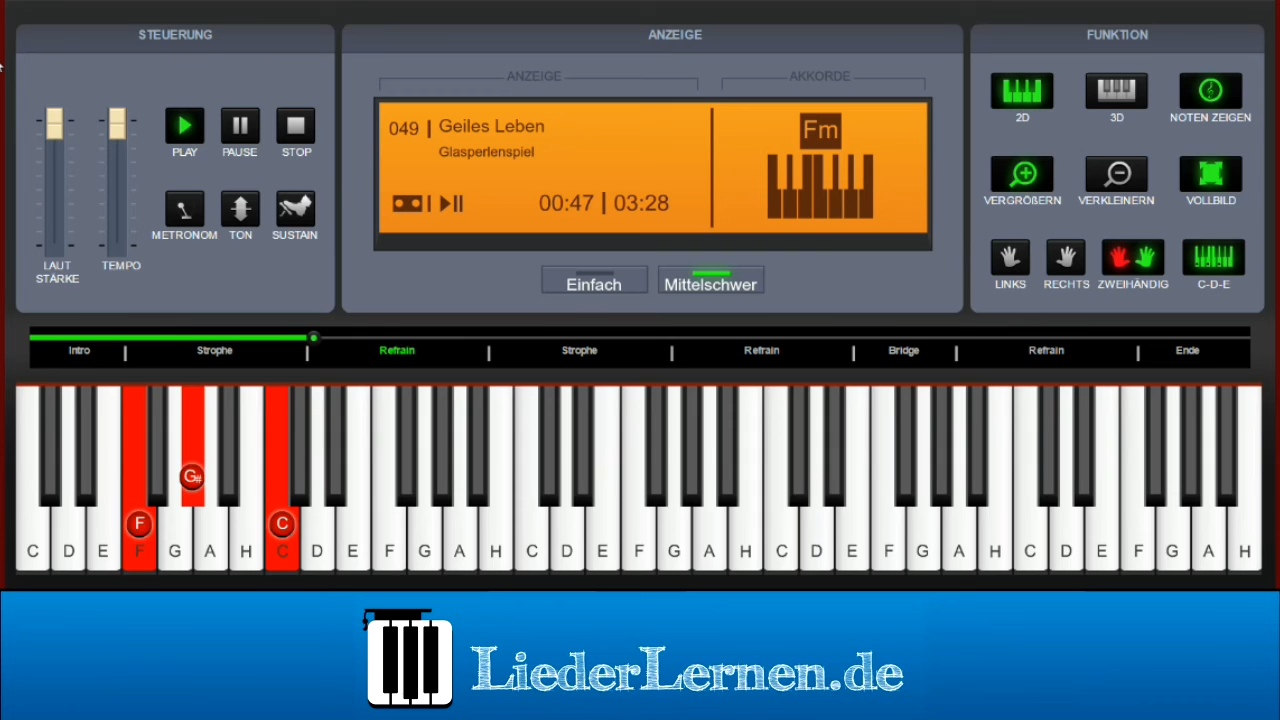 STEUERUNG
ANZEIGE
FUNKTION
ANZEIGE
AKKORDE
049 | Geiles Leben
Glasperlenspiel
Fm
00:47 | 03:28
Einfach
Mittelschwer
PLAY
PAUSE
STOP
METRONOM
TON
SUSTAIN
LAUT
STÄRKE
TEMPO
2D
3D
NOTEN ZEIGEN
VERGRÖßERN
VERKLEINERN
VOLLBILD
LINKS
RECHTS
ZWEIHÄNDIG
C-D-E
Intro
Strophe
Refrain
Strophe
Refrain
Bridge
Refrain
Ende
G#
F
C
C D E F G A H C D E F G A H C D E F G A H C D E F G A H C D E F G A H
LiederLernen.de